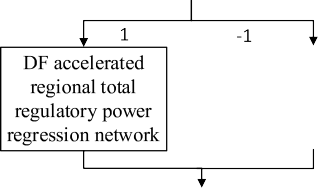 1
-1
DF accelerated
regional total
regulatory power
regression network